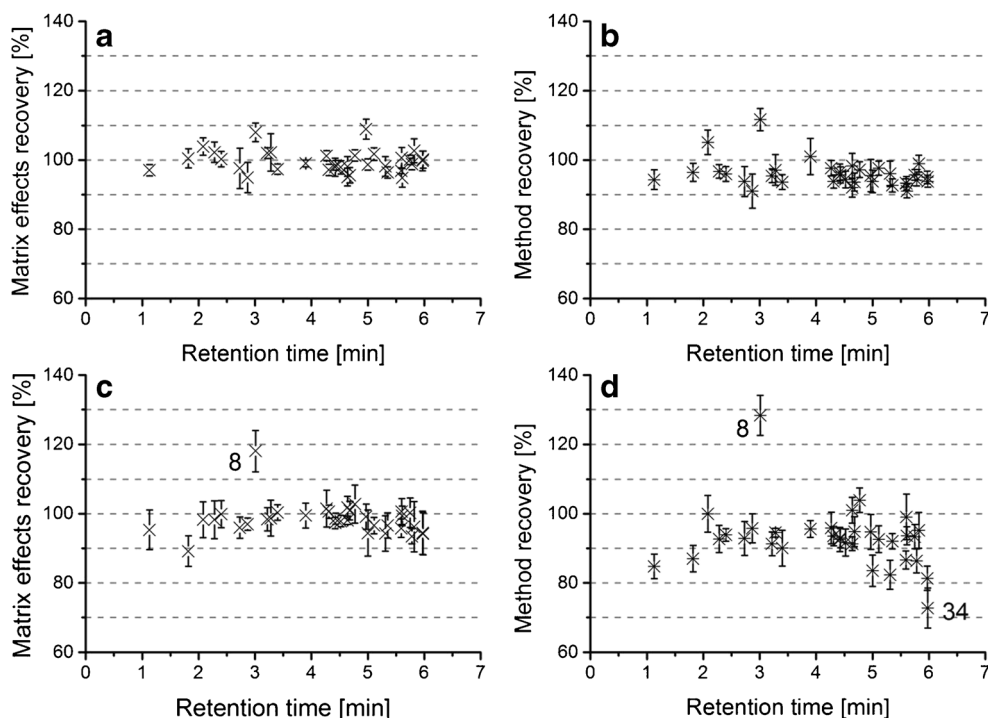 a
Matrix effects recovery [%]
140
120
100
80
60
0 1 2 3 4 5 6 7
Retention time [min]
b
Method recovery [%]
140
120
100
80
60
0 1 2 3 4 5 6 7
Retention time [min]
c
Matrix effects recovery [%]
140
120
100
80
60
8
0 1 2 3 4 5 6 7
Retention time [min]
d
Method recovery [%]
140
120
100
80
60
8
34
0 1 2 3 4 5 6 7
Retention time [min]